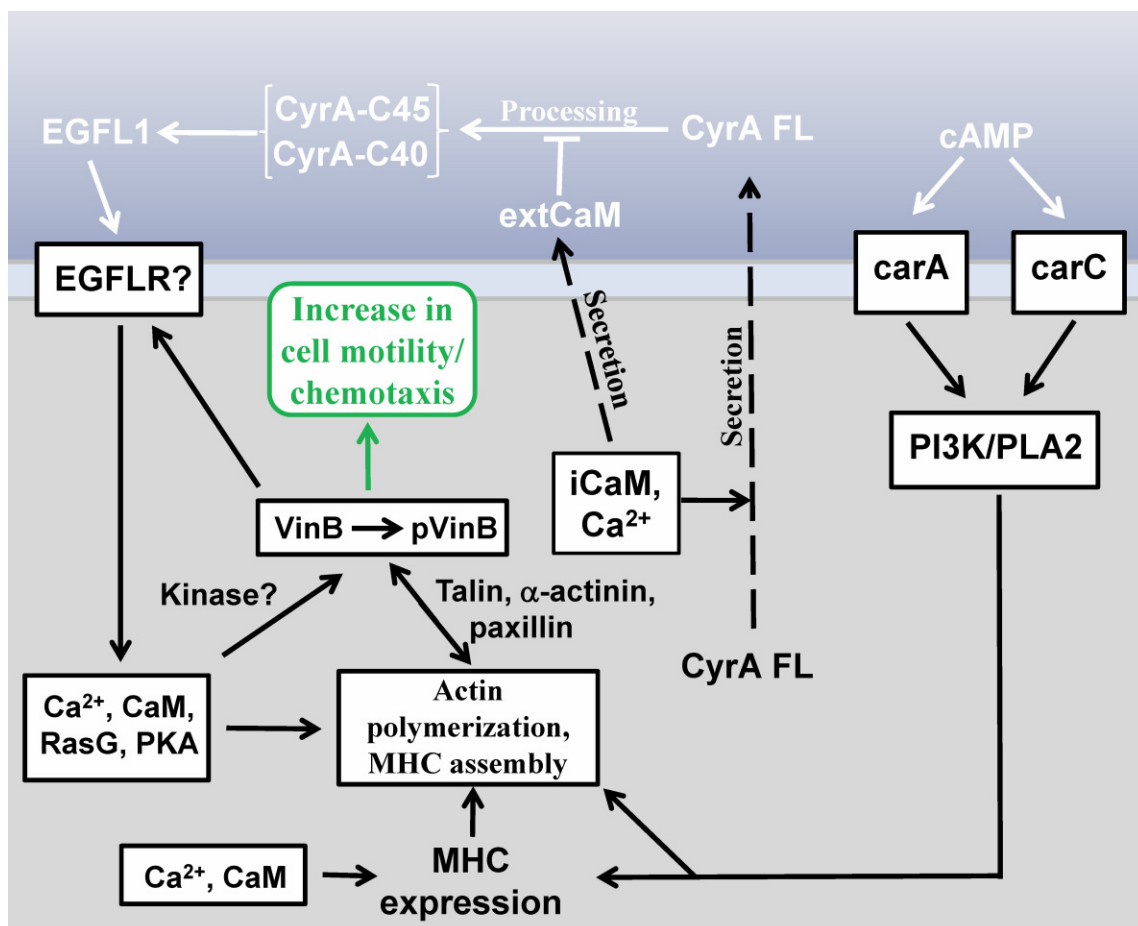 EGFL1
CyrA-C45
CyrA-C40
Processing
CyrA FL
cAMP
extCaM
EGFLR?
carA
carC
Increase in
cell motility/
chemotaxis
Secretion
Secretion
PI3K/PLA2
iCaM,
Ca²⁺
VinB
pVinB
Kinase?
Talin, α-actinin,
paxillin
CyrA FL
Ca²⁺, CaM,
RasG, PKA
Actin
polymerization,
MHC assembly
Ca²⁺, CaM
MHC
expression